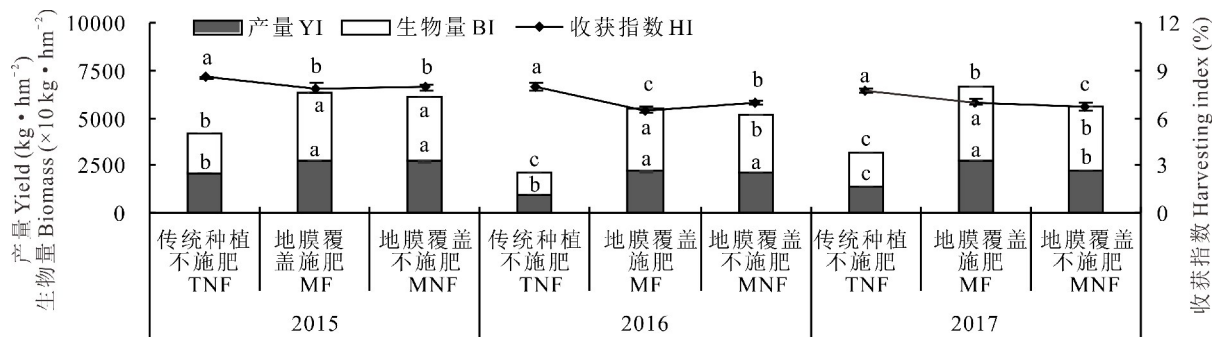 10000
7500
5000
2500
0
产量 Yield (kg·hm⁻²)
生物量 Biomass (×10 kg·hm⁻²)
产量 YI
生物量 BI
收获指数 HI
a b b a c b a b c
b a a c a b c a b
b a a b a a c a b
12
9
6
3
0
收获指数 Harvesting index (%)
传统种植
不施肥
TNF
地膜覆
盖施肥
MF
地膜覆盖
不施肥
MNF
传统种植
不施肥
TNF
地膜覆盖
施肥
MF
地膜覆盖
不施肥
MNF
传统种植
不施肥
TNF
地膜覆盖
施肥
MF
地膜覆盖
不施肥
MNF
2015
2016
2017